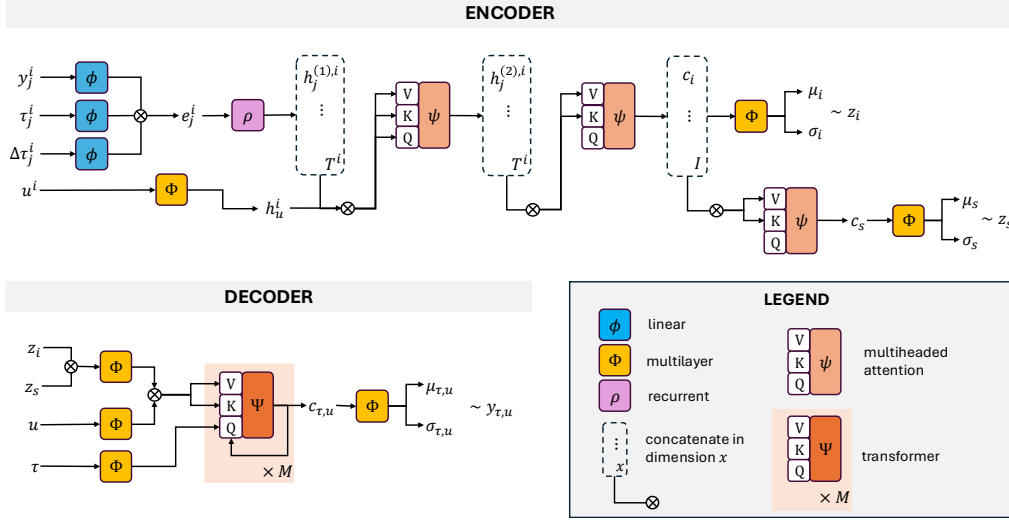 ENCODER
y_j^i ϕ
τ_j^i ϕ e_j^i ρ
Δτ_j^i ϕ
u^i Φ h_u^i
h_j^{(1),i}
⋮
T^i
V
K ψ
Q
h_j^{(2),i}
⋮
T^i
V
K ψ
Q
c_i
⋮
I
Φ μ_i
σ_i
~ z_i
V
K ψ c_s Φ
Q
μ_s
σ_s
~ z_s
DECODER
z_i
z_s Φ
u Φ
τ Φ
V
K Ψ
Q
× M
c_{τ,u} Φ
μ_{τ,u}
σ_{τ,u}
~ y_{τ,u}
LEGEND
ϕ linear
Φ multilayer
ρ recurrent
⋮
x
concatenate in
dimension x
V
K ψ
Q
multiheaded
attention
V
K Ψ
Q
transformer
× M